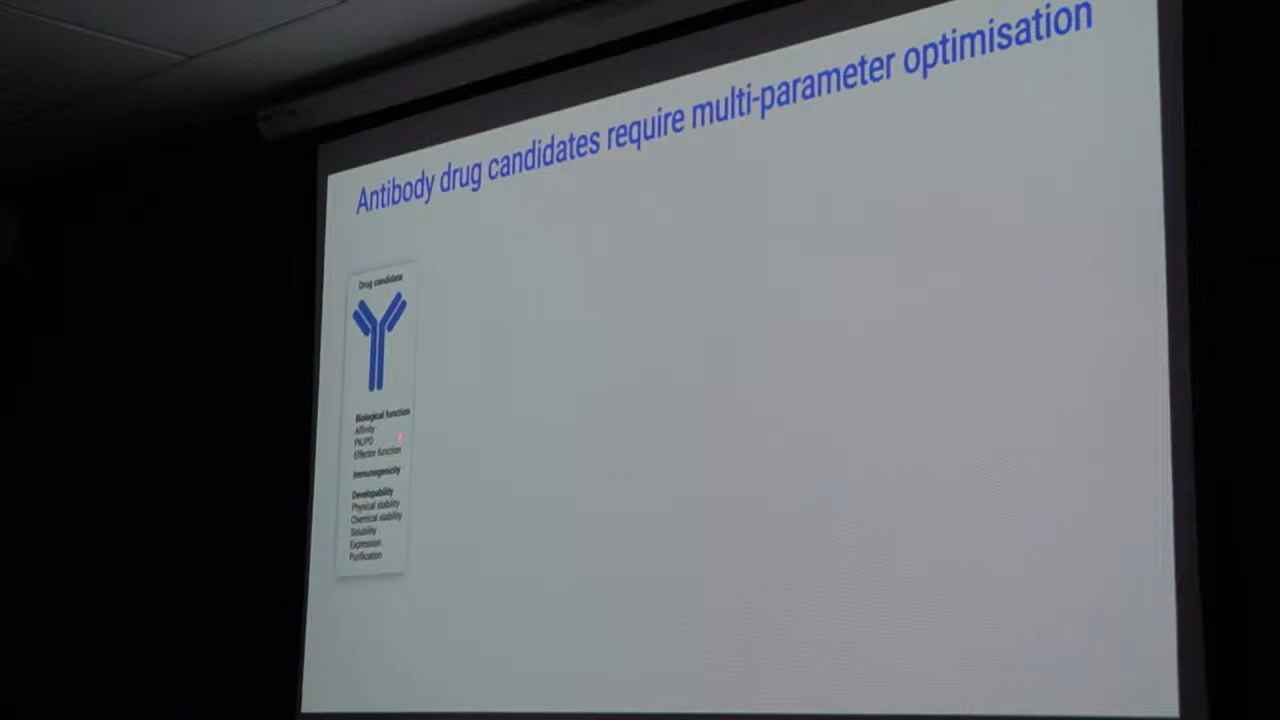 Antibody drug candidates require multi-parameter optimisation
Drug candidate
Biological function
Affinity
PK/PD
Effector function
Immunogenicity
Developability
Physical stability
Chemical stability
Solubility
Expression
Purification